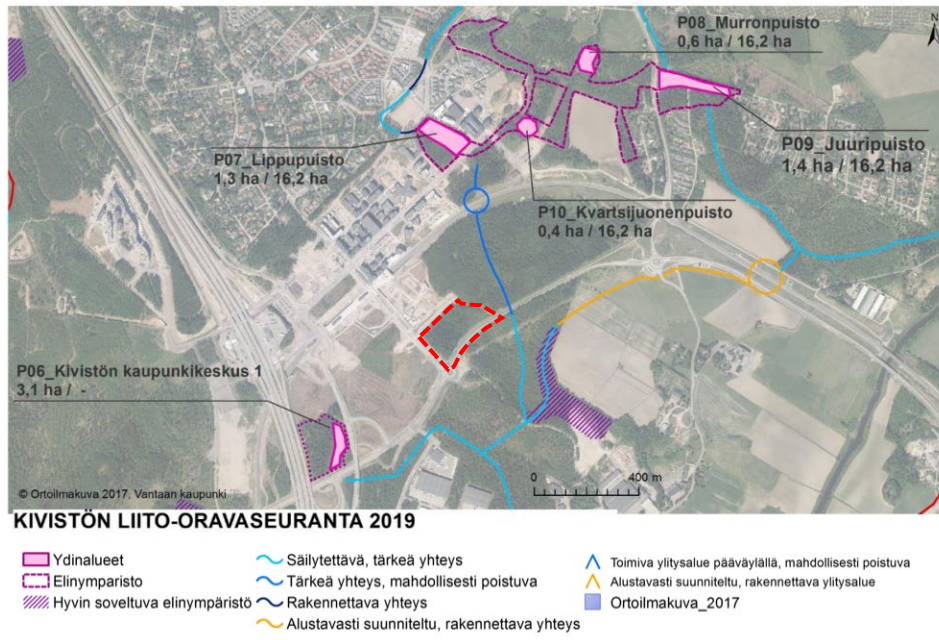 P08_Murronpuisto
0,6 ha / 16,2 ha
N
P07_Lippupuisto
1,3 ha / 16,2 ha
P09_Juuripuisto
1,4 ha / 16,2 ha
P10_Kvartsijuonenpuisto
0,4 ha / 16,2 ha
P06_Kivistön kaupunkikeskus 1
3,1 ha / -
0 400 m
© Ortoilmakuva 2017, Vantaan kaupunki
KIVISTÖN LIITO-ORAVASEURANTA 2019
Ydinalueet
Elinymparisto
Hyvin soveltuva elinympäristö
Säilytettävä, tärkeä yhteys
Tärkeä yhteys, mahdollisesti poistuva
Rakennettava yhteys
Alustavasti suunniteltu, rakennettava yhteys
Toimiva ylitysalue pääväylällä, mahdollisesti poistuva
Alustavasti suunniteltu, rakennettava ylitysalue
Ortoilmakuva_2017